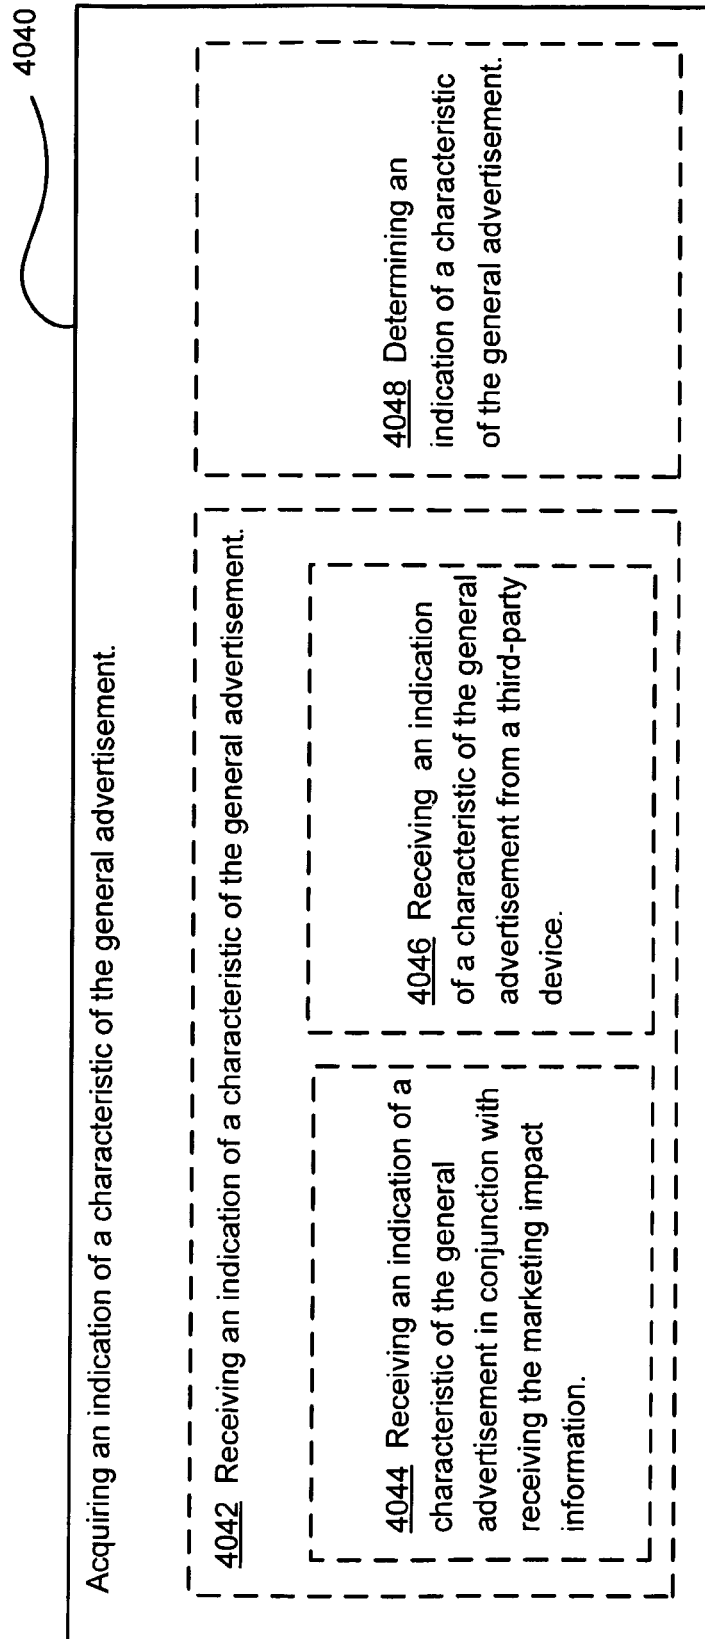 4040
Acquiring an indication of a characteristic of the general advertisement.
4042 Receiving an indication of a characteristic of the general advertisement.
4044 Receiving an indication of a
characteristic of the general
advertisement in conjunction with
receiving the marketing impact
information.
4046 Receiving an indication
of a characteristic of the general
advertisement from a third-party
device.
4048 Determining an
indication of a characteristic
of the general advertisement.